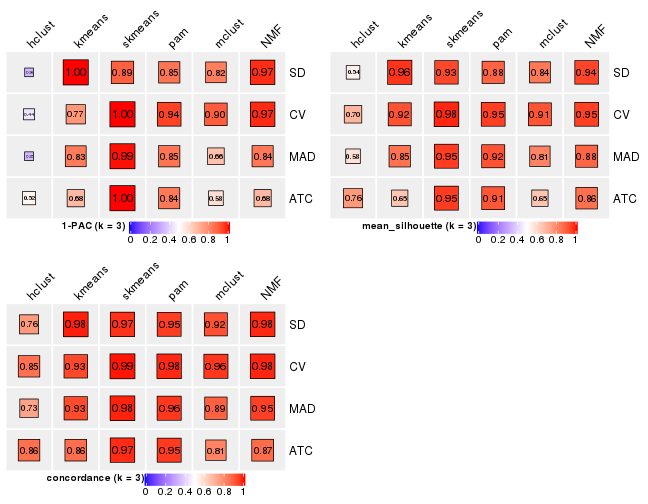 hclust kmeans skmeans pam mclust NMF
1.00 0.89 0.85 0.82 0.97 SD
0.77 1.00 0.94 0.90 0.97 CV
0.83 0.99 0.85 0.66 0.84 MAD
0.52 0.68 1.00 0.84 0.58 0.68 ATC
1-PAC (k = 3)
0 0.2 0.4 0.6 0.8 1
hclust kmeans skmeans pam mclust NMF
0.54 0.96 0.93 0.88 0.84 0.94 SD
0.70 0.92 0.98 0.95 0.91 0.95 CV
0.58 0.85 0.95 0.92 0.81 0.88 MAD
0.76 0.95 0.91 0.86 ATC
mean_silhouette (k = 3)
0 0.2 0.4 0.6 0.8 1
hclust kmeans skmeans pam mclust NMF
0.76 0.98 0.97 0.95 0.92 0.98 SD
0.85 0.93 0.99 0.98 0.96 0.98 CV
0.73 0.93 0.98 0.96 0.89 0.95 MAD
0.86 0.86 0.97 0.95 0.81 0.87 ATC
concordance (k = 3)
0 0.2 0.4 0.6 0.8 1